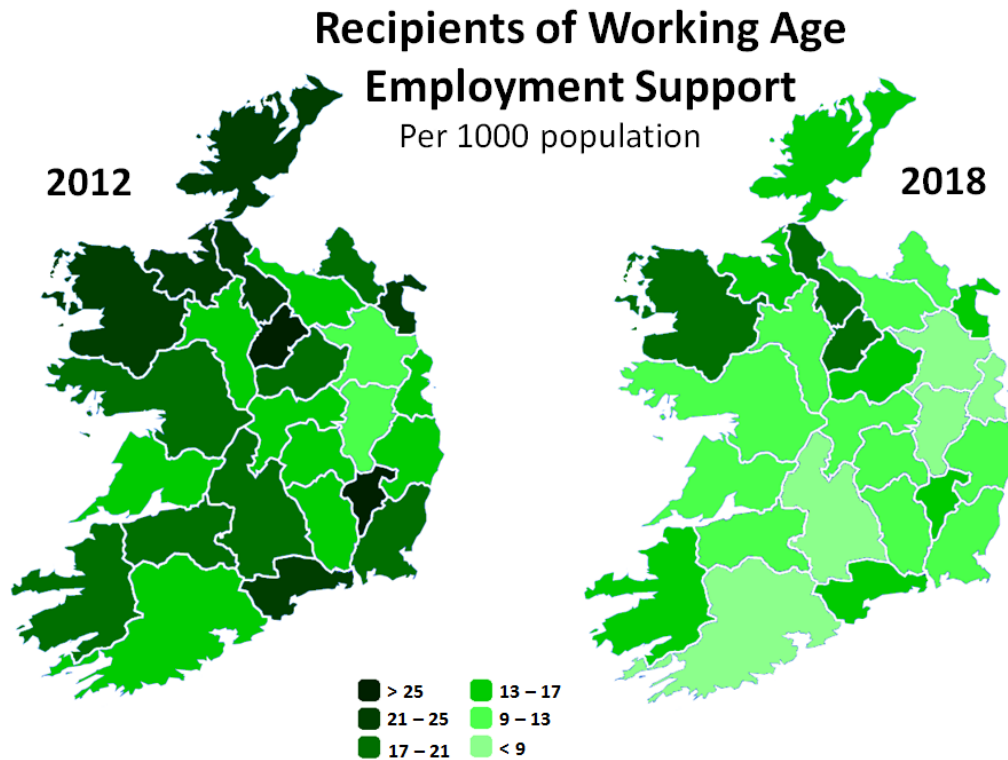 Recipients of Working Age
Employment Support
Per 1000 population
2012
2018
> 25
21 – 25
17 – 21
13 – 17
9 – 13
< 9